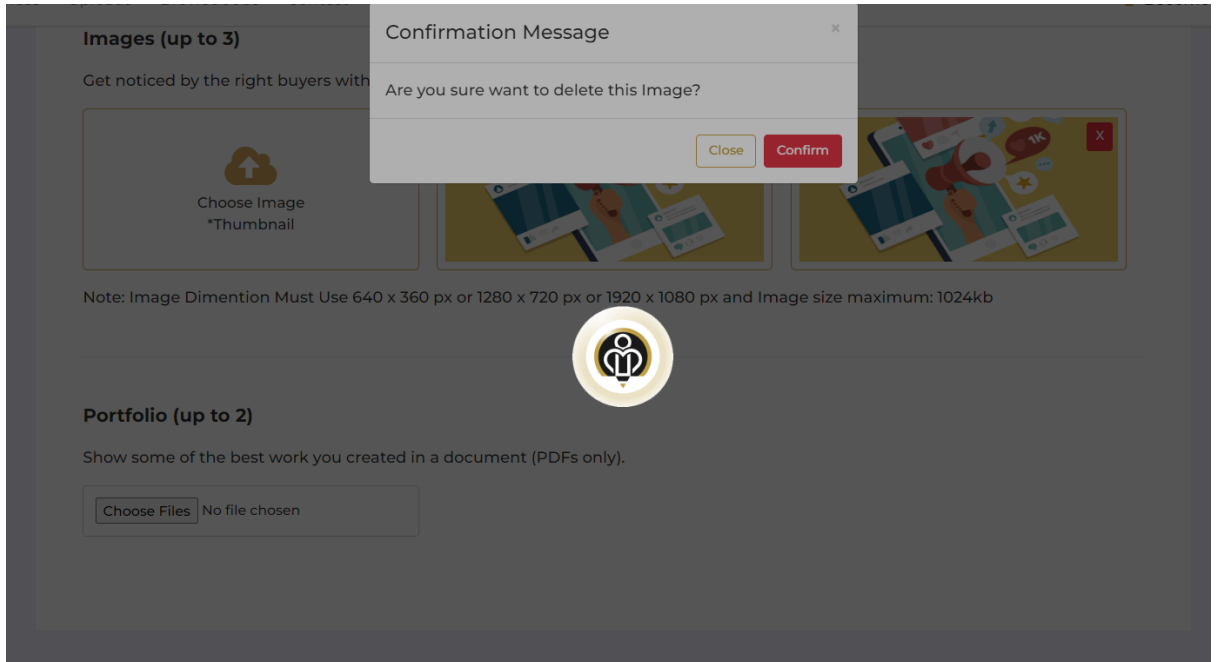 Confirmation Message
×
Are you sure want to delete this Image?
Close
Confirm
Images (up to 3)
Get noticed by the right buyers with
Choose Image
*Thumbnail
1K
X
Note: Image Dimention Must Use 640 x 360 px or 1280 x 720 px or 1920 x 1080 px and Image size maximum: 1024kb
Portfolio (up to 2)
Show some of the best work you created in a document (PDFs only).
Choose Files No file chosen